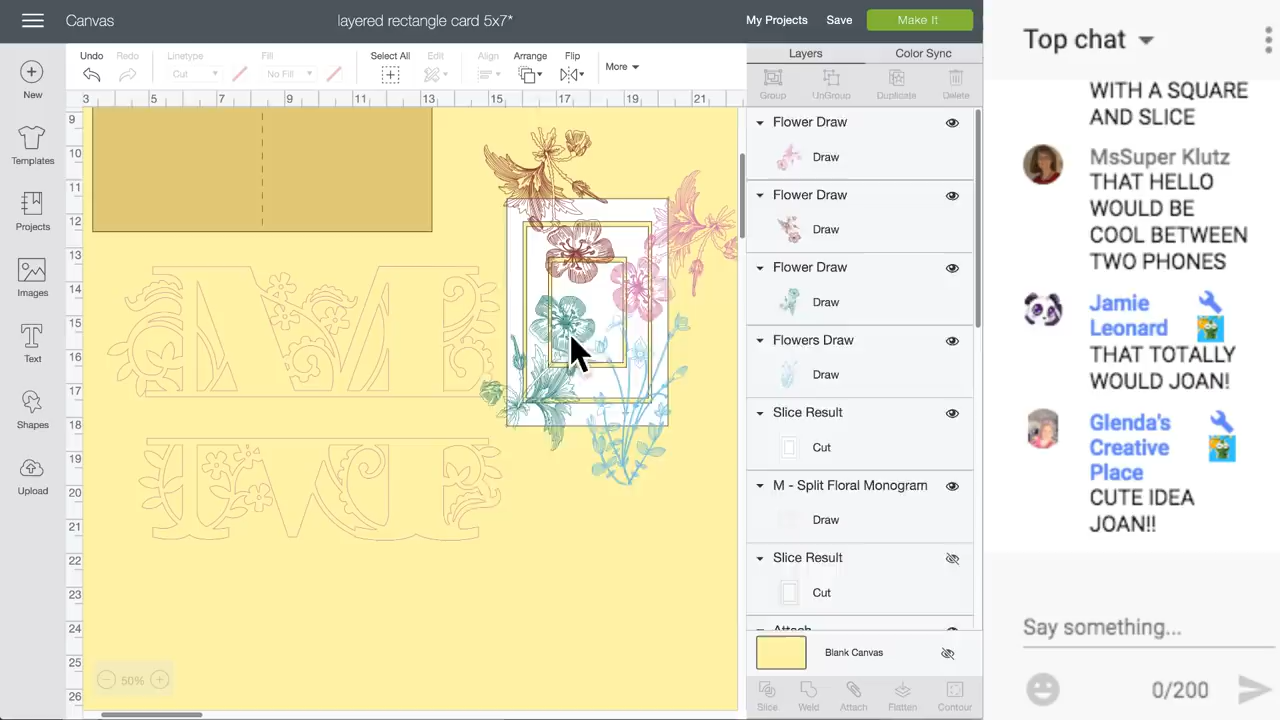 Canvas
layered rectangle card 5x7*
My Projects
Save
Make It
New
Templates
Projects
Images
Text
Shapes
Upload
Undo
Redo
Linetype
Cut
Fill
No Fill
Select All
Edit
Align
Arrange
Flip
More
3 5 7 9 11 13 15 17 19 21
9
10
11
12
13
14
15
16
17
18
19
20
21
22
23
24
25
26
50%
Layers
Color Sync
Group
UnGroup
Duplicate
Delete
Flower Draw
Draw
Flower Draw
Draw
Flower Draw
Draw
Flowers Draw
Draw
Slice Result
Cut
M - Split Floral Monogram
Draw
Slice Result
Cut
Attach
Blank Canvas
Slice
Weld
Attach
Flatten
Contour
Top chat
WITH A SQUARE
AND SLICE
MsSuper Klutz
THAT HELLO
WOULD BE
COOL BETWEEN
TWO PHONES
Jamie
Leonard
THAT TOTALLY
WOULD JOAN!
Glenda's
Creative
Place
CUTE IDEA
JOAN!!
Say something...
0/200